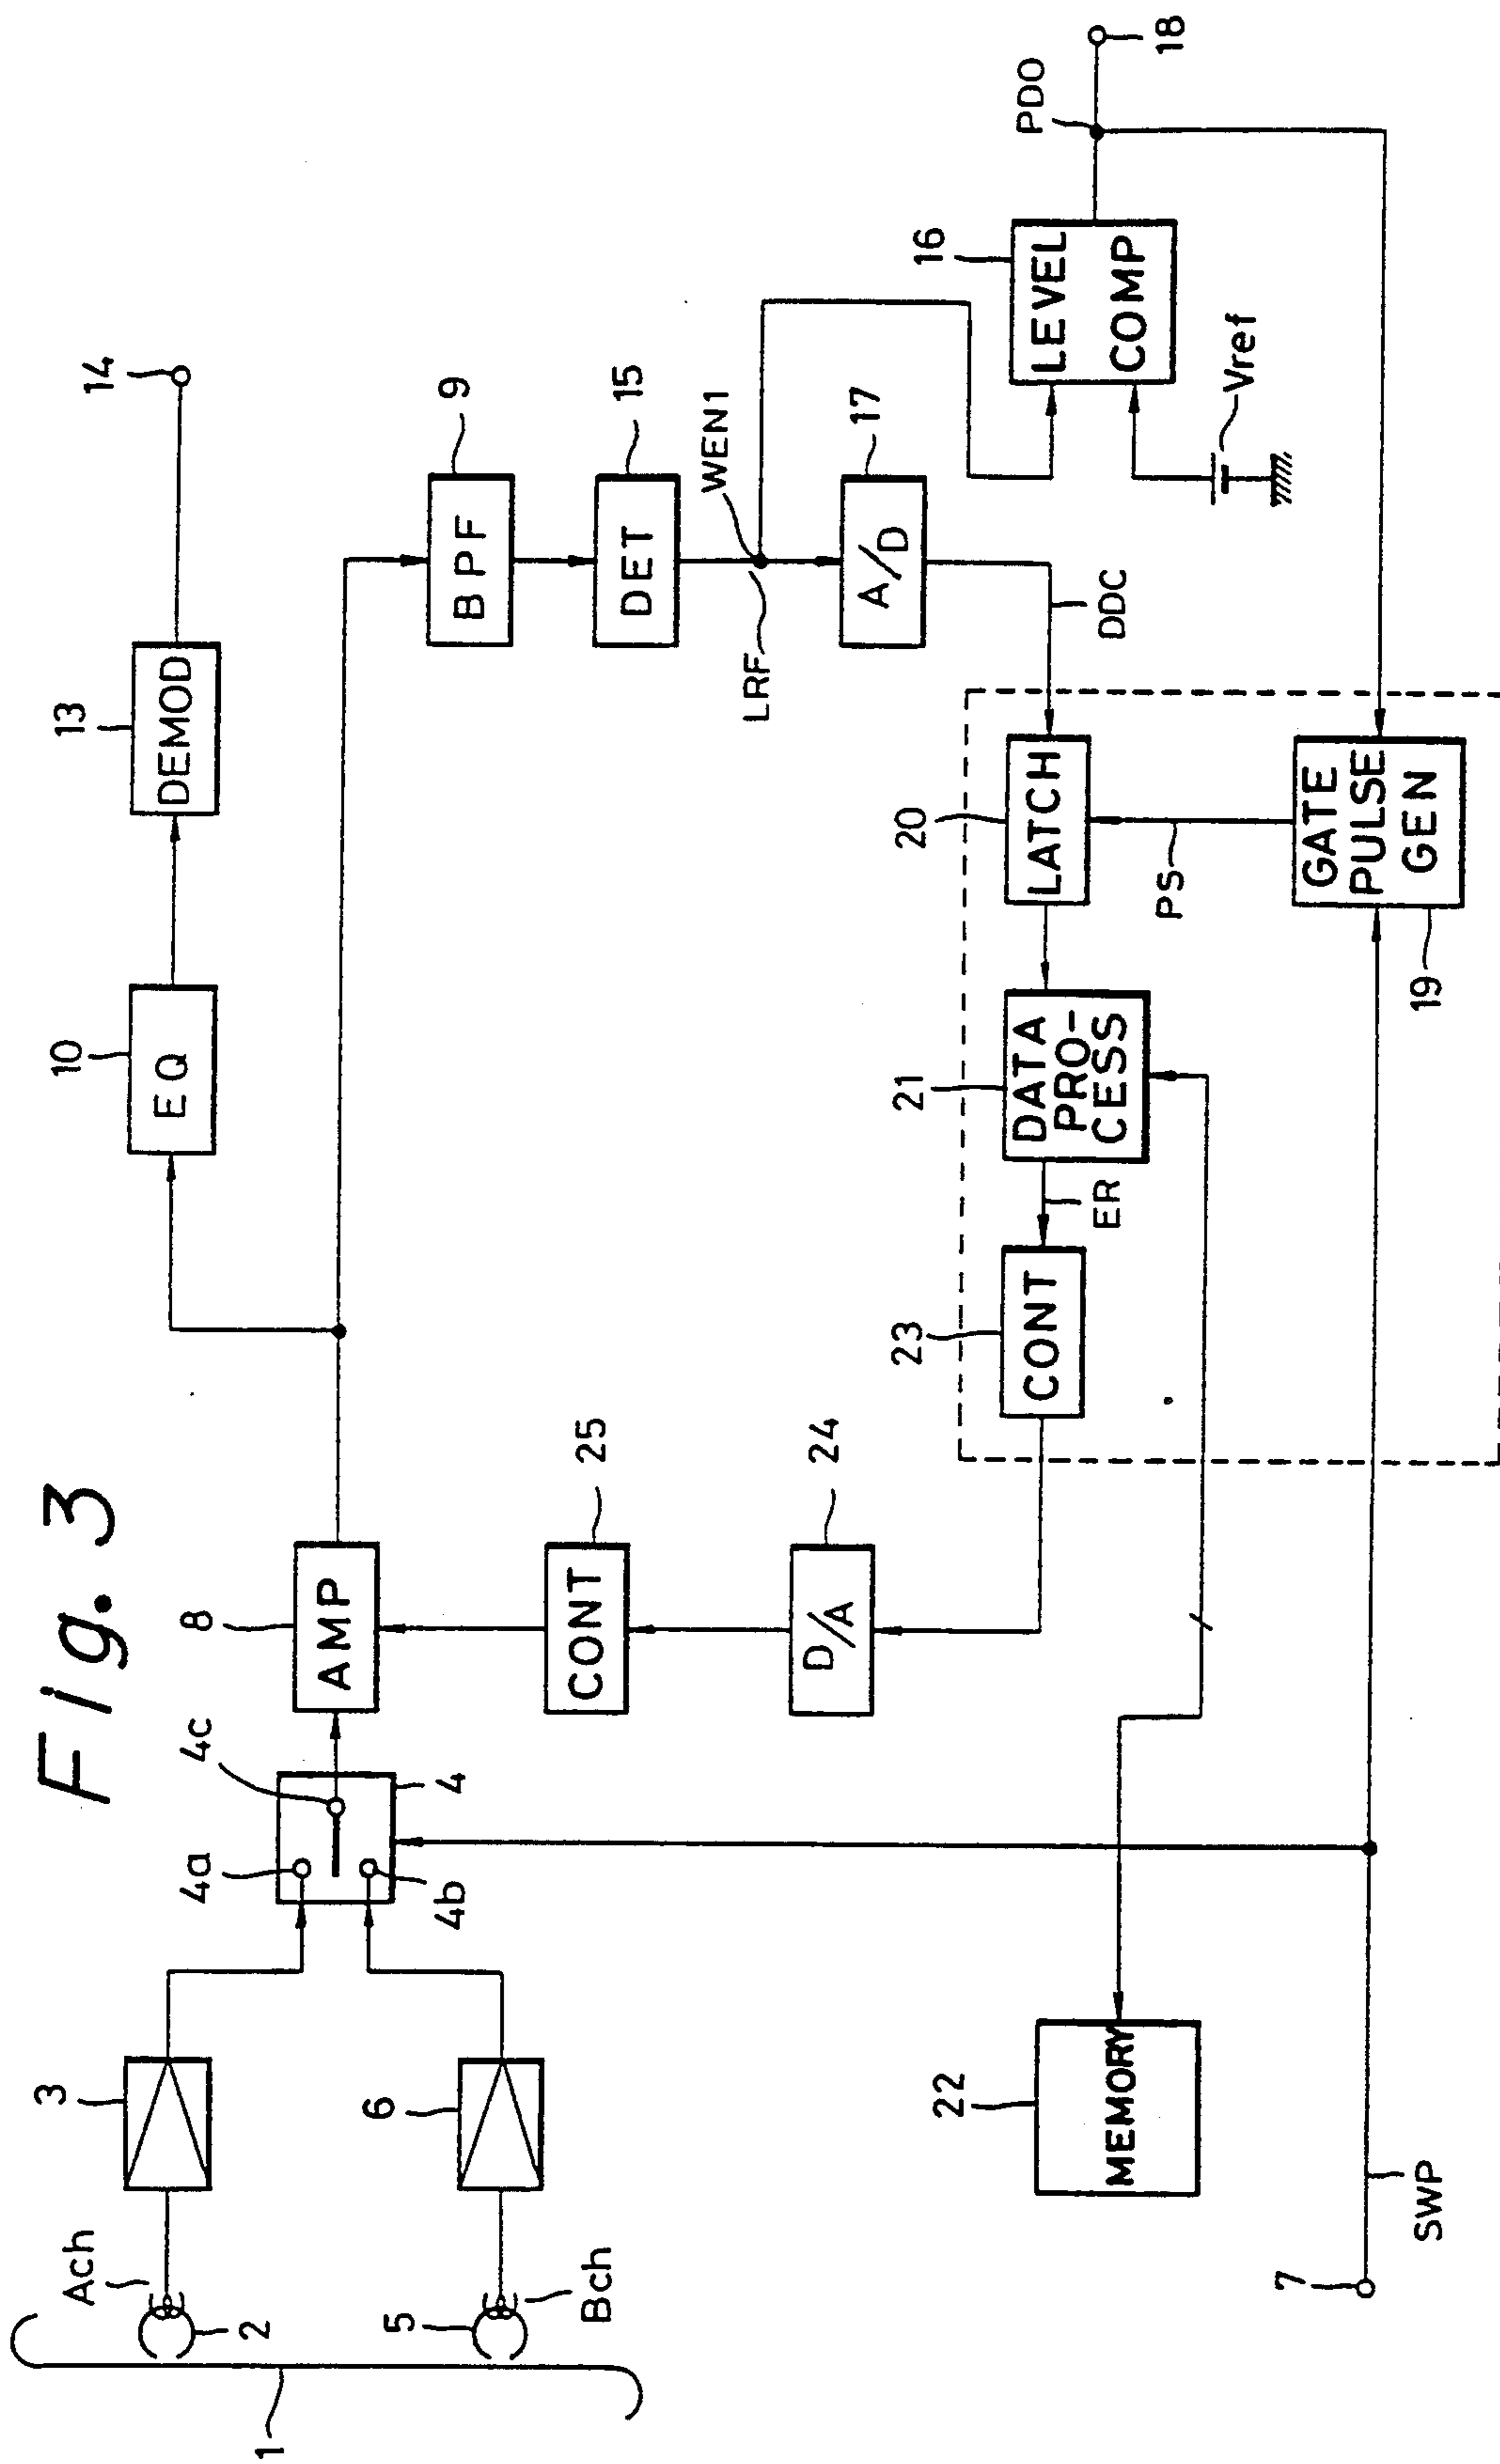 Fig. 3
1
Ach
2
3
5
Bch
6
4a
4b
4c
4
8
AMP
10
EQ
13
DEMOD
14
9
BPF
15
DET
WEN1
LRF
17
A/D
DDC
16
LEVEL
COMP
Vref
PDO
18
25
CONT
24
D/A
23
CONT
ER
21
DATA
PRO-
CESS
20
LATCH
PS
19
GATE
PULSE
GEN
22
MEMORY
7
SWP